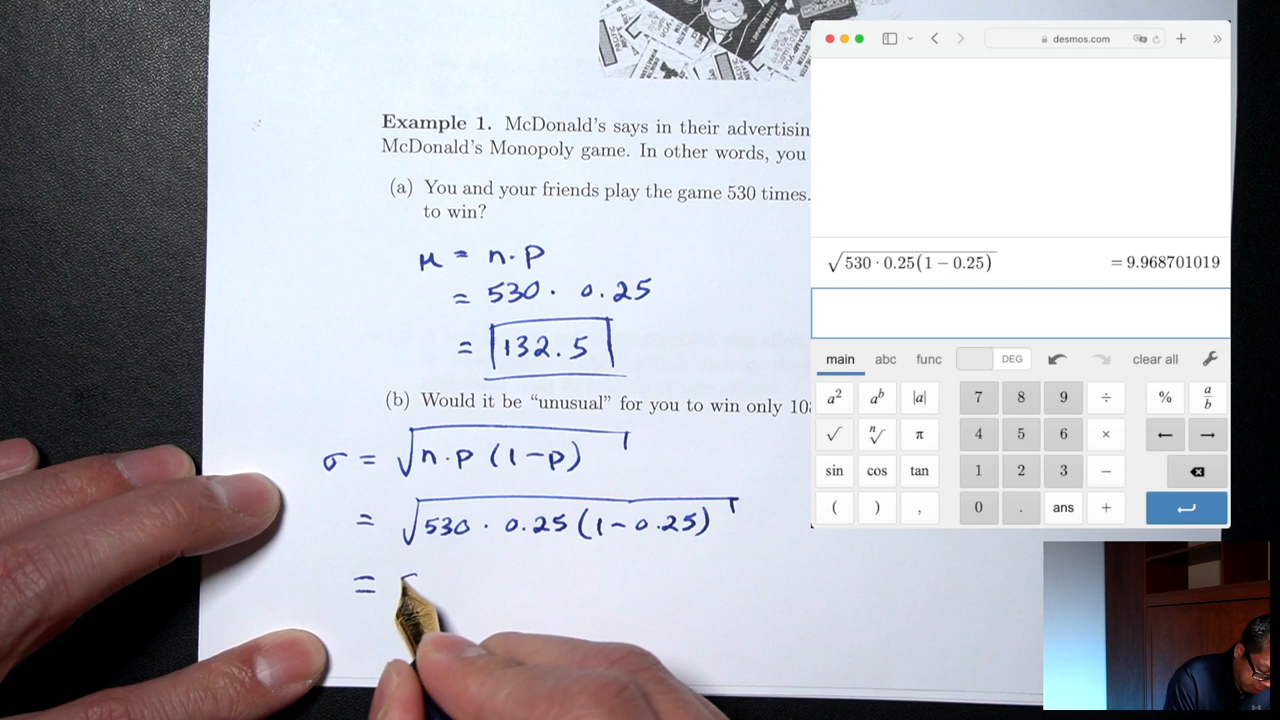 Example 1. McDonald's says in their
McDonald's Monopoly game. In other words, you
(a) You and your friends play the game 530 times.
to win?
μ = n·p
= 530 · 0.25
= 132.5
(b) Would it be "unusual" for you to win only
σ = √n·p (1-p)
= √530 · 0.25 (1-0.25)
=
desmos.com
√530 · 0.25(1 − 0.25) = 9.968701019
main abc func DEG clear all
a² aᵇ |a| 7 8 9 ÷ % a/b
√ ⁿ√ π 4 5 6 × ← →
sin cos tan 1 2 3 −
( ) , 0 . ans +